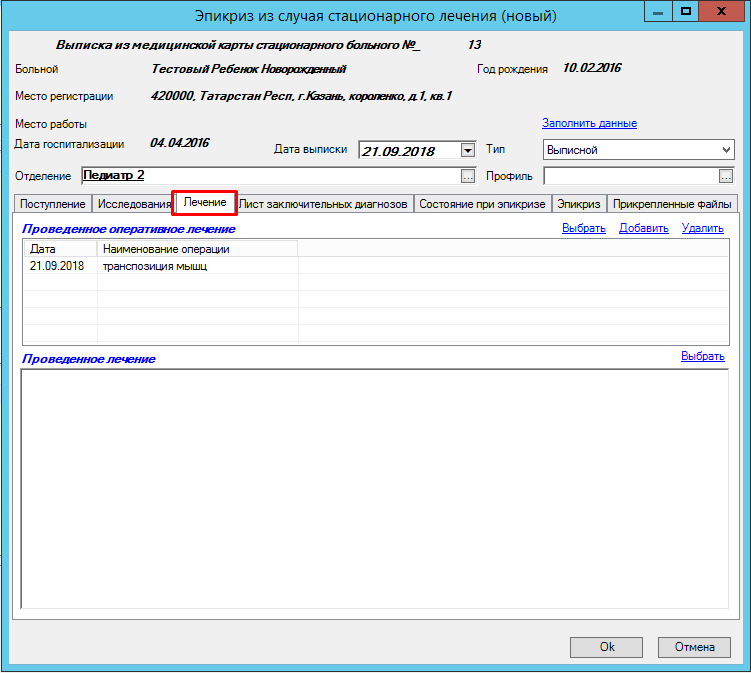 Эпикриз из случая стационарного лечения (новый)
Выписка из медицинской карты стационарного больного №_ 13
Больной Тестовый Ребенок Новорожденный Год рождения 10.02.2016
Место регистрации 420000, Татарстан Респ, г.Казань, короленко, д.1, кв.1
Место работы Заполнить данные
Дата госпитализации 04.04.2016 Дата выписки 21.09.2018 Тип Выписной
Отделение Педиатр 2 ... Профиль ...
Поступление Исследования Лечение Лист заключительных диагнозов Состояние при эпикризе Эпикриз Прикрепленные файлы
Проведенное оперативное лечение Выбрать Добавить Удалить
Дата Наименование операции
21.09.2018 транспозиция мышц
Проведенное лечение Выбрать
Ok Отмена